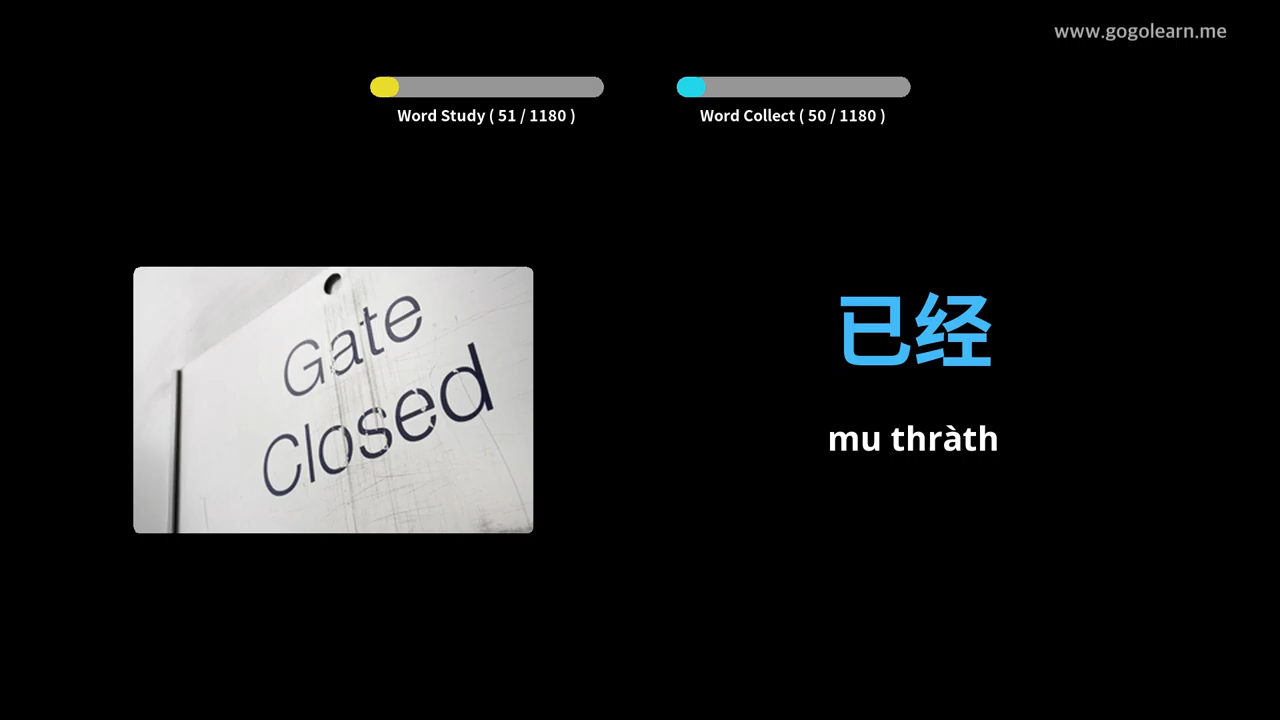 www.gogolearn.me
Word Study ( 51 / 1180 )
Word Collect ( 50 / 1180 )
Gate
Closed
已经
mu thràth